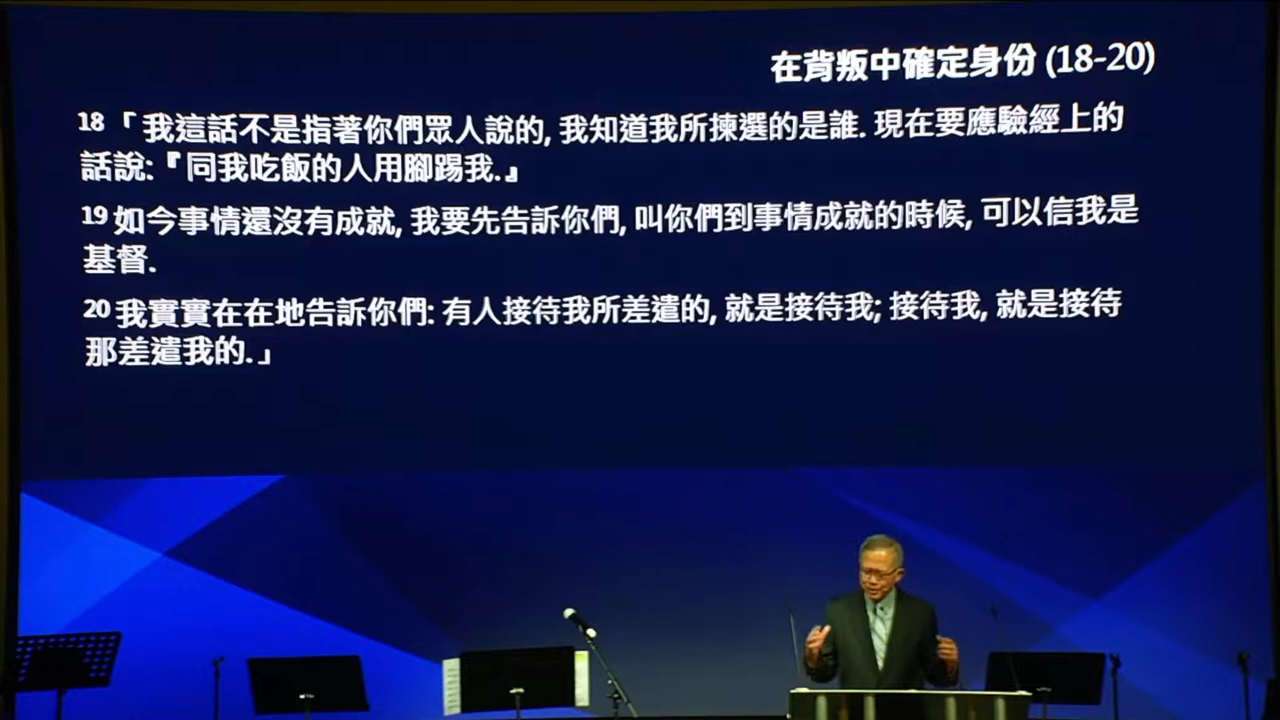 在背叛中確定身份 (18-20)
18「 我這話不是指著你們眾人說的, 我知道我所揀選的是誰. 現在要應驗經上的
話說:『同我吃飯的人用腳踢我.』
19 如今事情還沒有成就, 我要先告訴你們, 叫你們到事情成就的時候, 可以信我是
基督.
20 我實實在在地告訴你們: 有人接待我所差遣的, 就是接待我; 接待我, 就是接待
那差遣我的.」